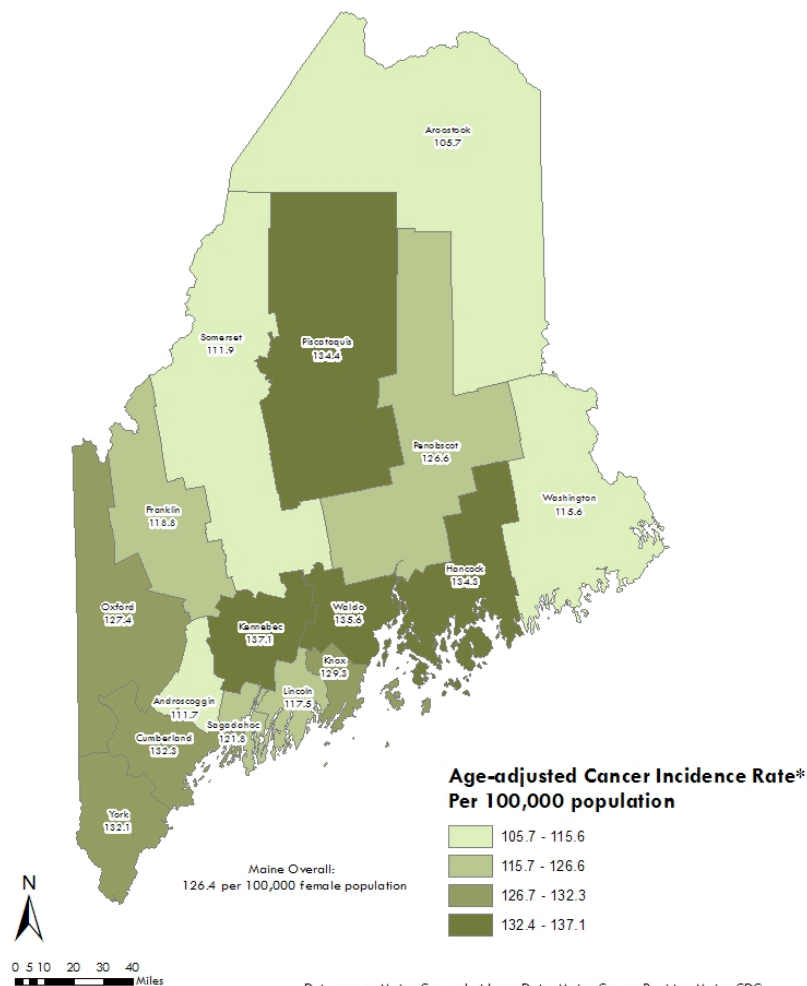 Aroostook
105.7
Somerset
111.9
Piscataquis
134.4
Penobscot
126.6
Washington
115.6
Franklin
118.8
Hancock
134.3
Oxford
127.4
Kennebec
137.1
Waldo
135.6
Knox
129.3
Lincoln
117.5
Androscoggin
111.7
Sagadahoc
121.8
Cumberland
132.3
York
132.1
Age-adjusted Cancer Incidence Rate*
Per 100,000 population
105.7 - 115.6
115.7 - 126.6
126.7 - 132.3
132.4 - 137.1
Maine Overall:
126.4 per 100,000 female population
N
0 5 10 20 30 40
Miles